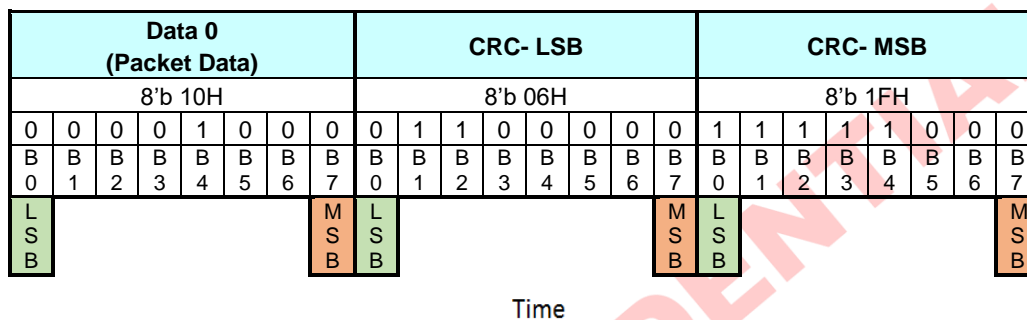 Data 0 CRC- LSB CRC- MSB
(Packet Data)
8’b 10H 8’b 06H 8’b 1FH
0 0 0 0 1 0 0 0 0 1 1 0 0 0 0 0 1 1 1 1 1 0 0 0
B B B B B B B B B B B B B B B B B B B B B B B B
0 1 2 3 4 5 6 7 0 1 2 3 4 5 6 7 0 1 2 3 4 5 6 7
L M L M L M
S S S S S S
B B B B B B
Time